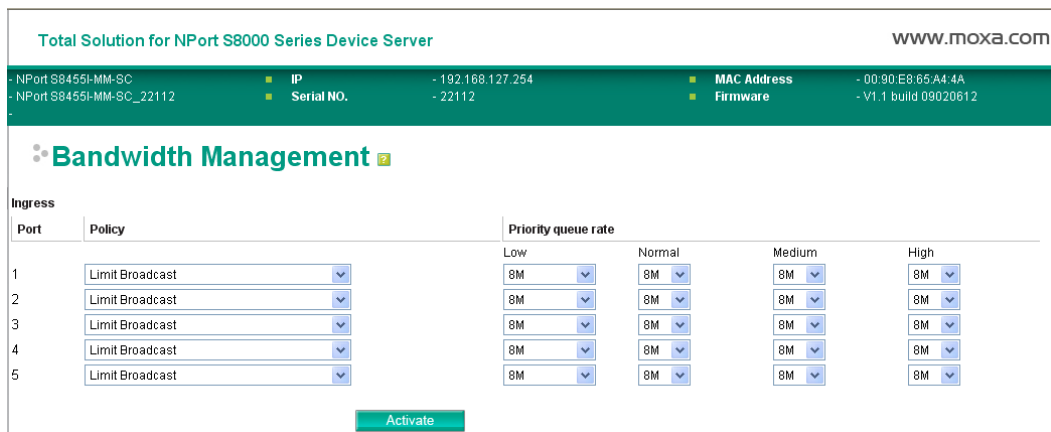 Total Solution for NPort S8000 Series Device Server www.moxa.com
- NPort S8455I-MM-SC IP - 192.168.127.254 MAC Address - 00:90:E8:65:A4:4A
- NPort S8455I-MM-SC_22112 Serial NO. - 22112 Firmware - V1.1 build 09020612
-
Bandwidth Management ?
Ingress
Port Policy Priority queue rate
Low Normal Medium High
1 Limit Broadcast 8M 8M 8M 8M
2 Limit Broadcast 8M 8M 8M 8M
3 Limit Broadcast 8M 8M 8M 8M
4 Limit Broadcast 8M 8M 8M 8M
5 Limit Broadcast 8M 8M 8M 8M
Activate